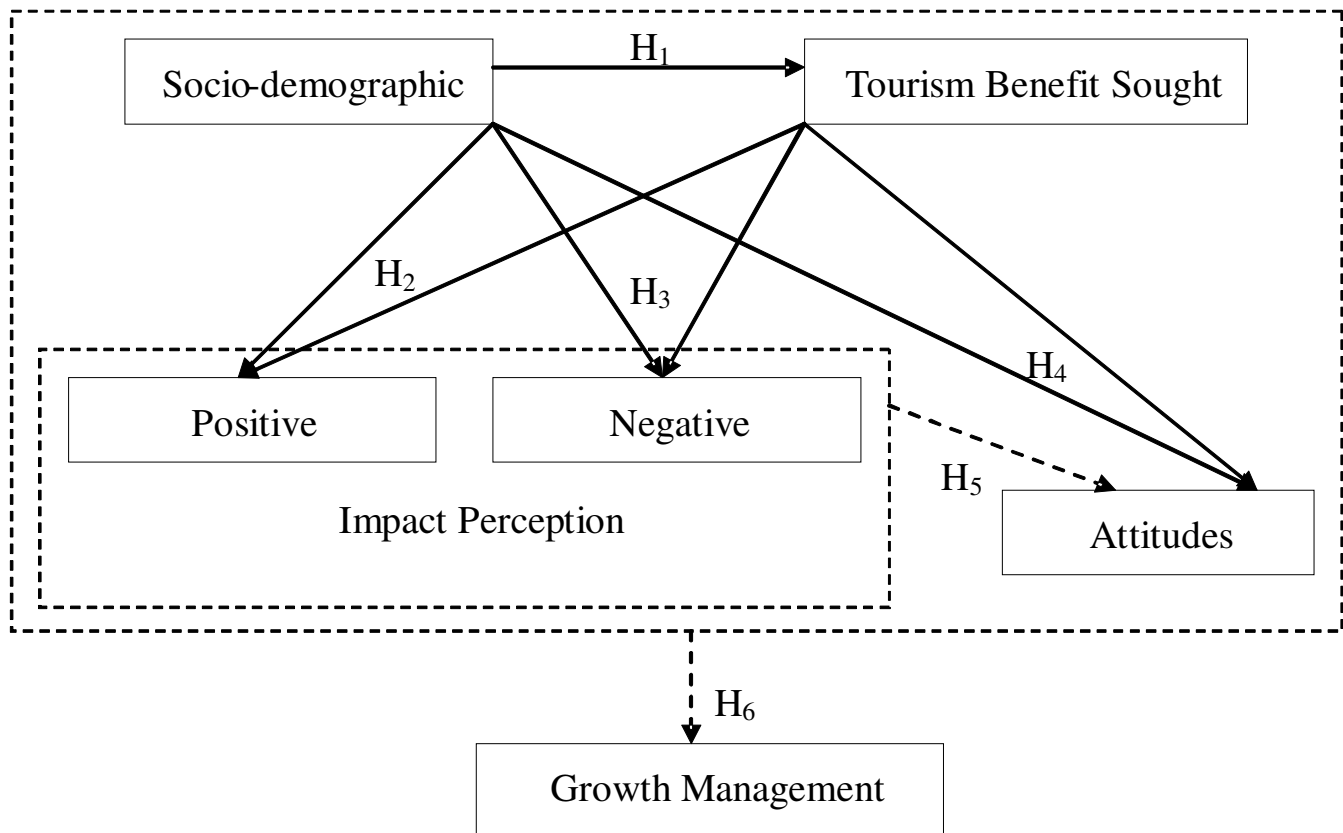 H₁
Socio-demographic
Tourism Benefit Sought
H₂
H₃
H₄
Positive
Negative
H₅
Impact Perception
Attitudes
H₆
Growth Management